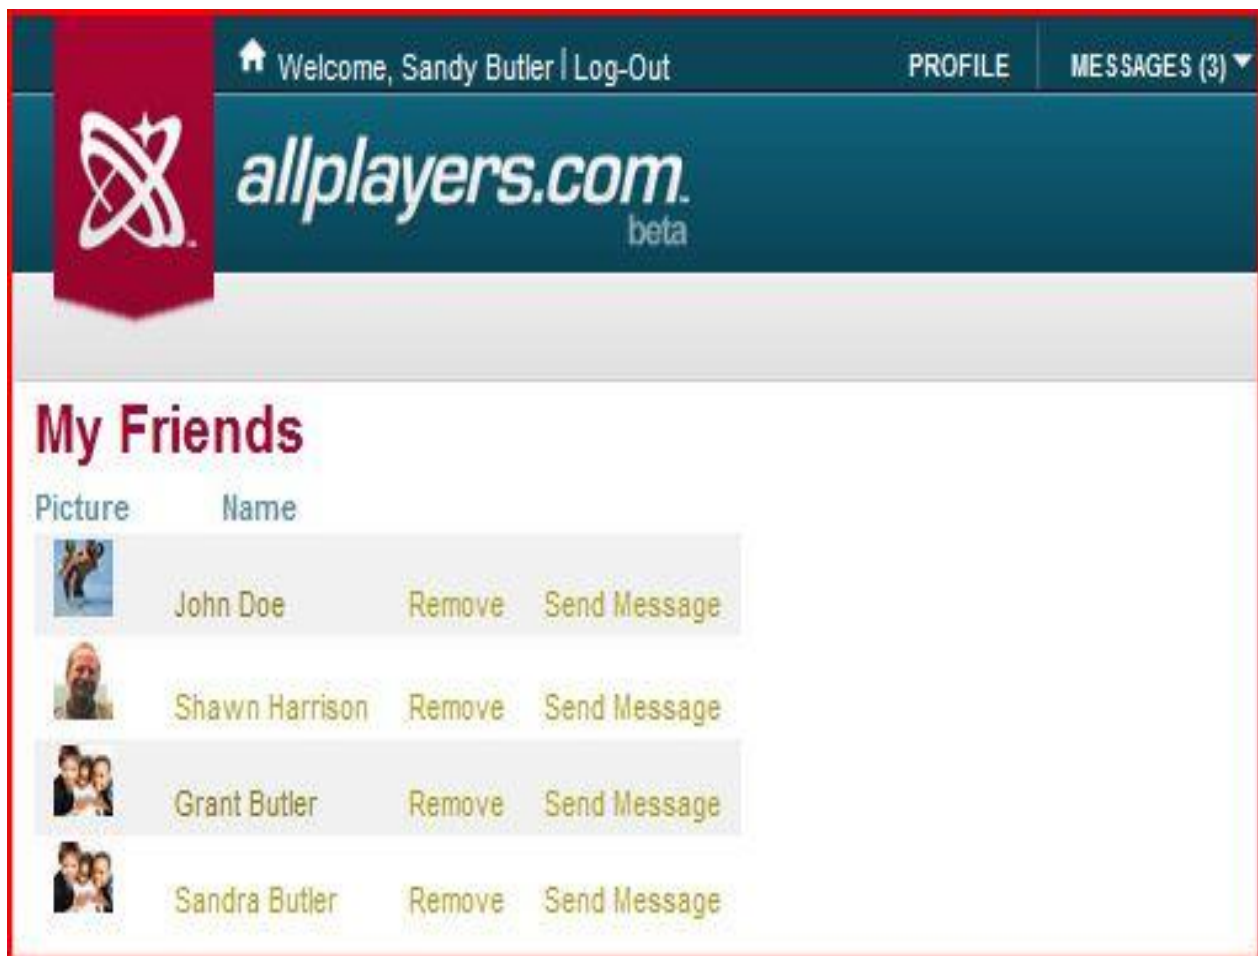 Welcome, Sandy Butler | Log-Out PROFILE MESSAGES (3)
allplayers.com™
beta
My Friends
Picture Name
John Doe Remove Send Message
Shawn Harrison Remove Send Message
Grant Butler Remove Send Message
Sandra Butler Remove Send Message